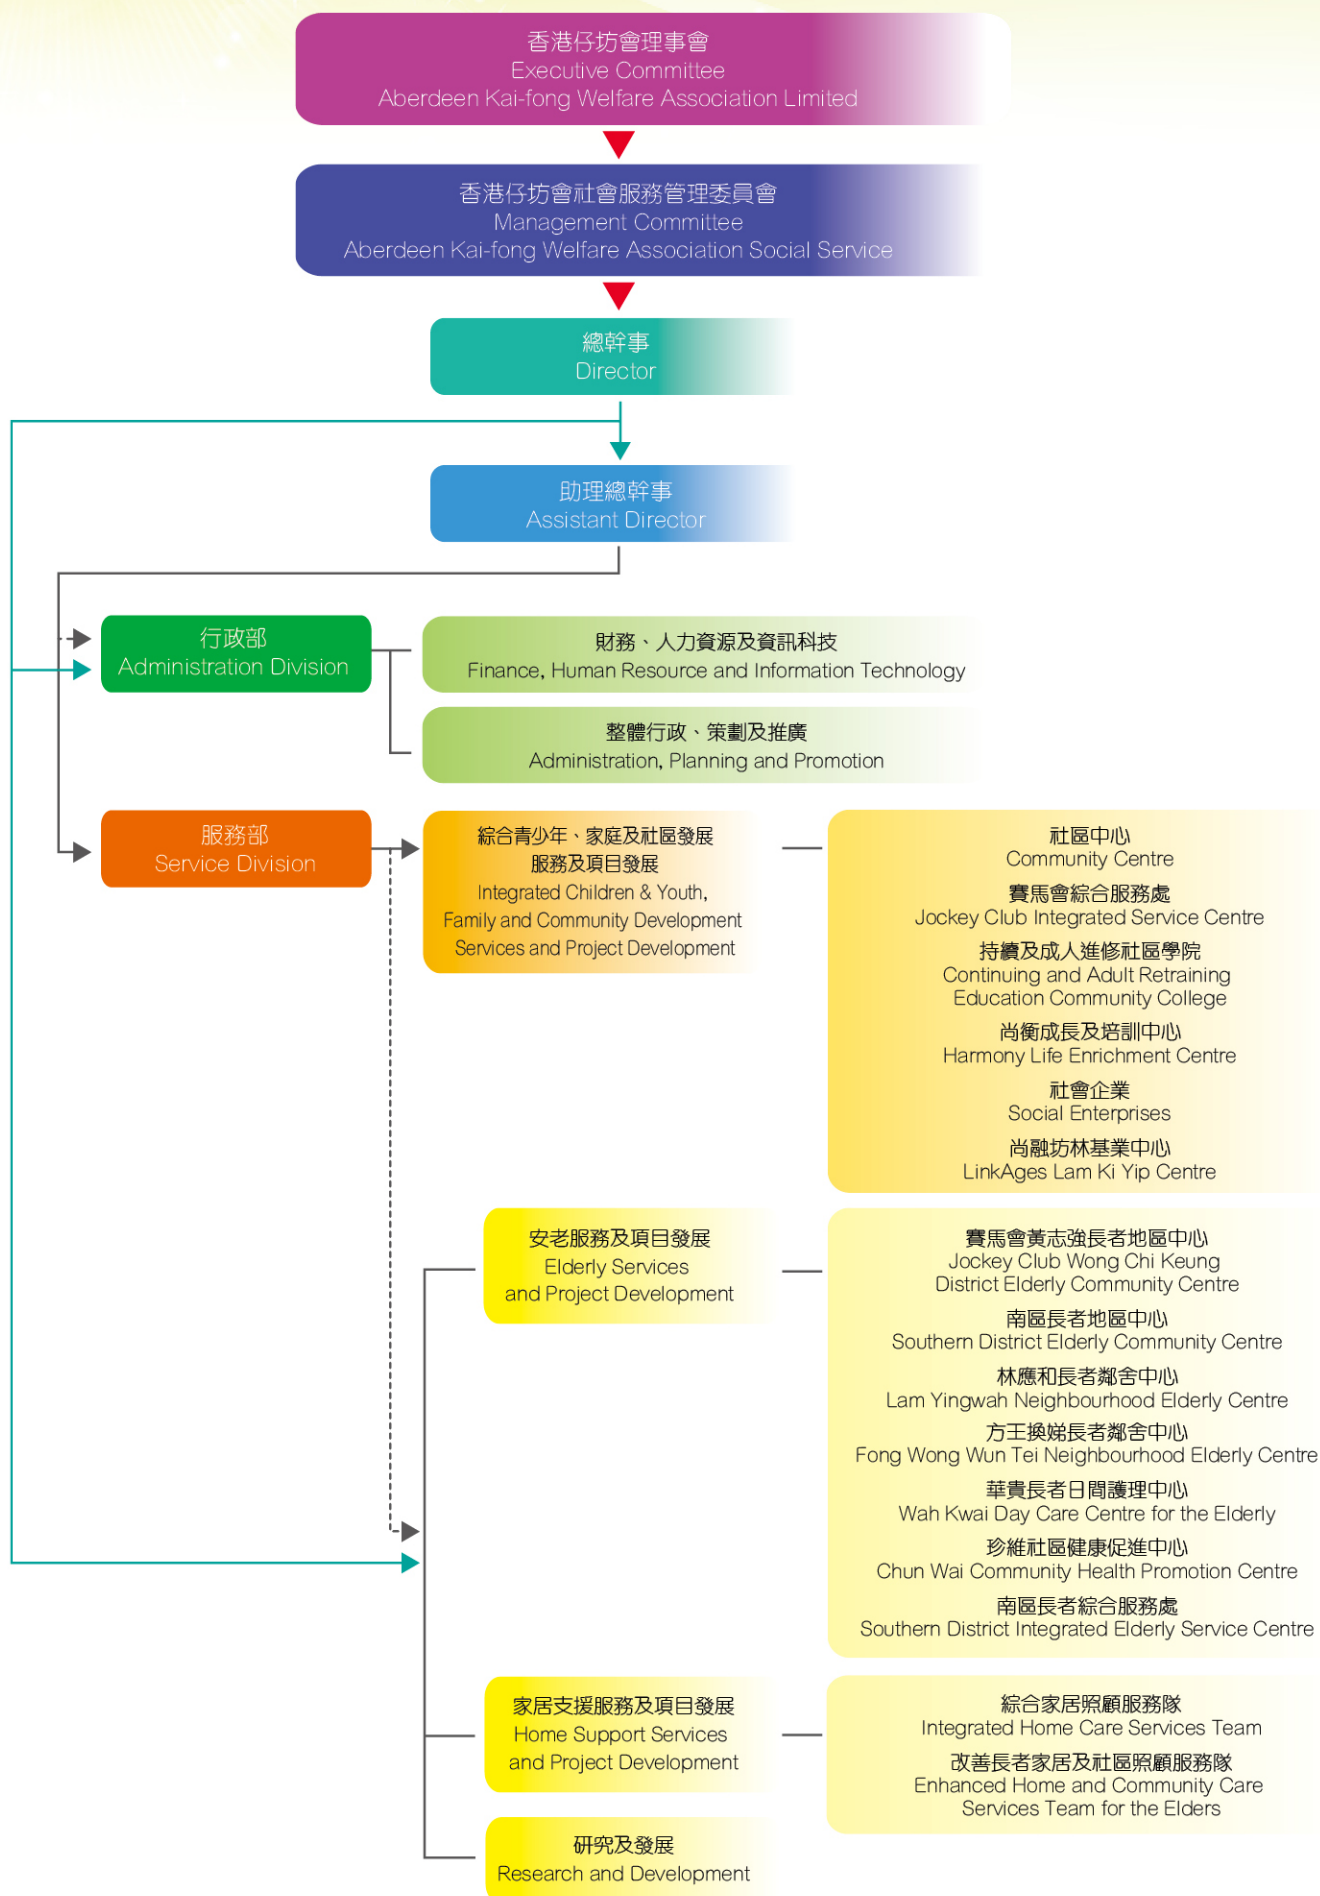 香港仔坊會理事會
Executive Committee
Aberdeen Kai-fong Welfare Association Limited
香港仔坊會社會服務管理委員會
Management Committee
Aberdeen Kai-fong Welfare Association Social Service
總幹事
Director
助理總幹事
Assistant Director
行政部
Administration Division
財務、人力資源及資訊科技
Finance, Human Resource and Information Technology
整體行政、策劃及推廣
Administration, Planning and Promotion
服務部
Service Division
綜合青少年、家庭及社區發展
服務及項目發展
Integrated Children & Youth,
Family and Community Development
Services and Project Development
社區中心
Community Centre
賽馬會綜合服務處
Jockey Club Integrated Service Centre
持續及成人進修社區學院
Continuing and Adult Retraining
Education Community College
尚衡成長及培訓中心
Harmony Life Enrichment Centre
社會企業
Social Enterprises
尚融坊林基業中心
LinkAges Lam Ki Yip Centre
安老服務及項目發展
Elderly Services
and Project Development
賽馬會黃志強長者地區中心
Jockey Club Wong Chi Keung
District Elderly Community Centre
南區長者地區中心
Southern District Elderly Community Centre
林應和長者鄰舍中心
Lam Yingwah Neighbourhood Elderly Centre
方王換娣長者鄰舍中心
Fong Wong Wun Tei Neighbourhood Elderly Centre
華貴長者日間護理中心
Wah Kwai Day Care Centre for the Elderly
珍維社區健康促進中心
Chun Wai Community Health Promotion Centre
南區長者綜合服務處
Southern District Integrated Elderly Service Centre
家居支援服務及項目發展
Home Support Services
and Project Development
綜合家居照顧服務隊
Integrated Home Care Services Team
改善長者家居及社區照顧服務隊
Enhanced Home and Community Care
Services Team for the Elders
研究及發展
Research and Development